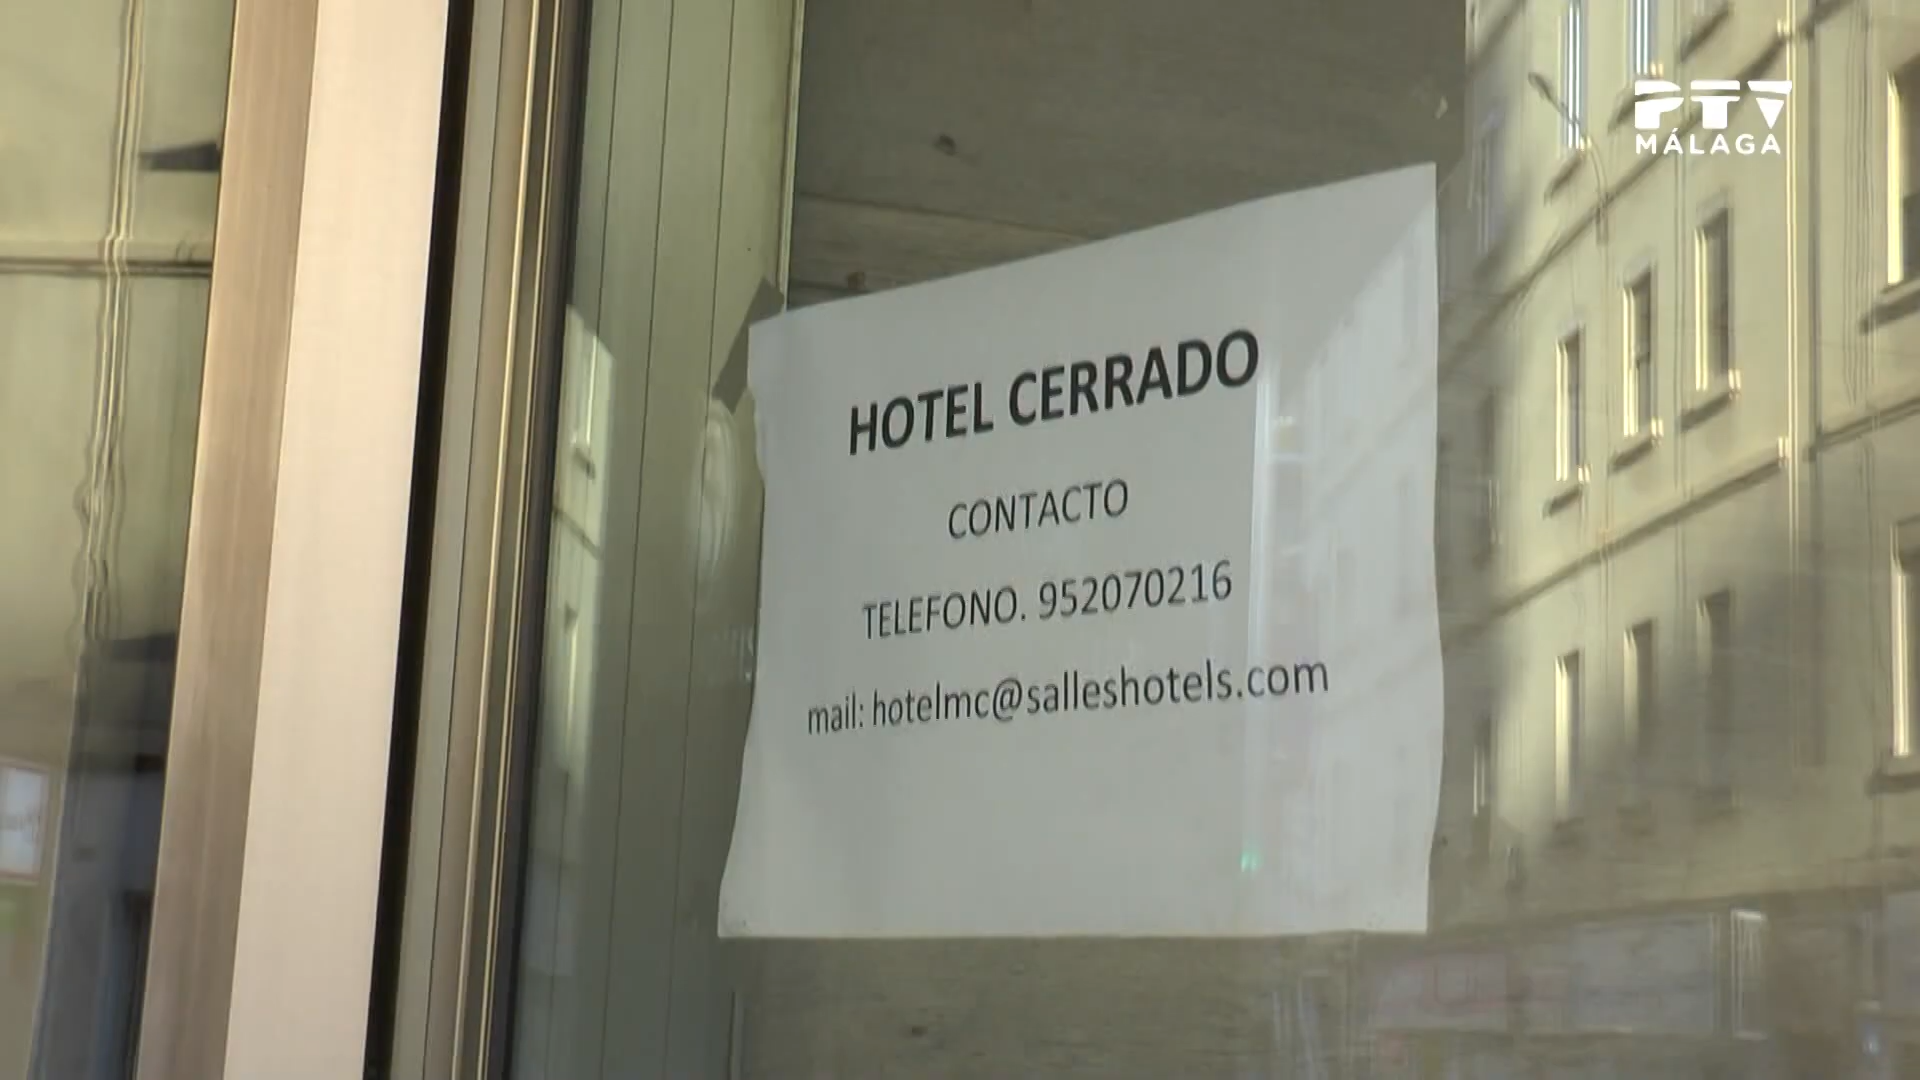 PTV
MÁLAGA
HOTEL CERRADO
CONTACTO
TELEFONO. 952070216
mail: hotelmc@salleshotels.com